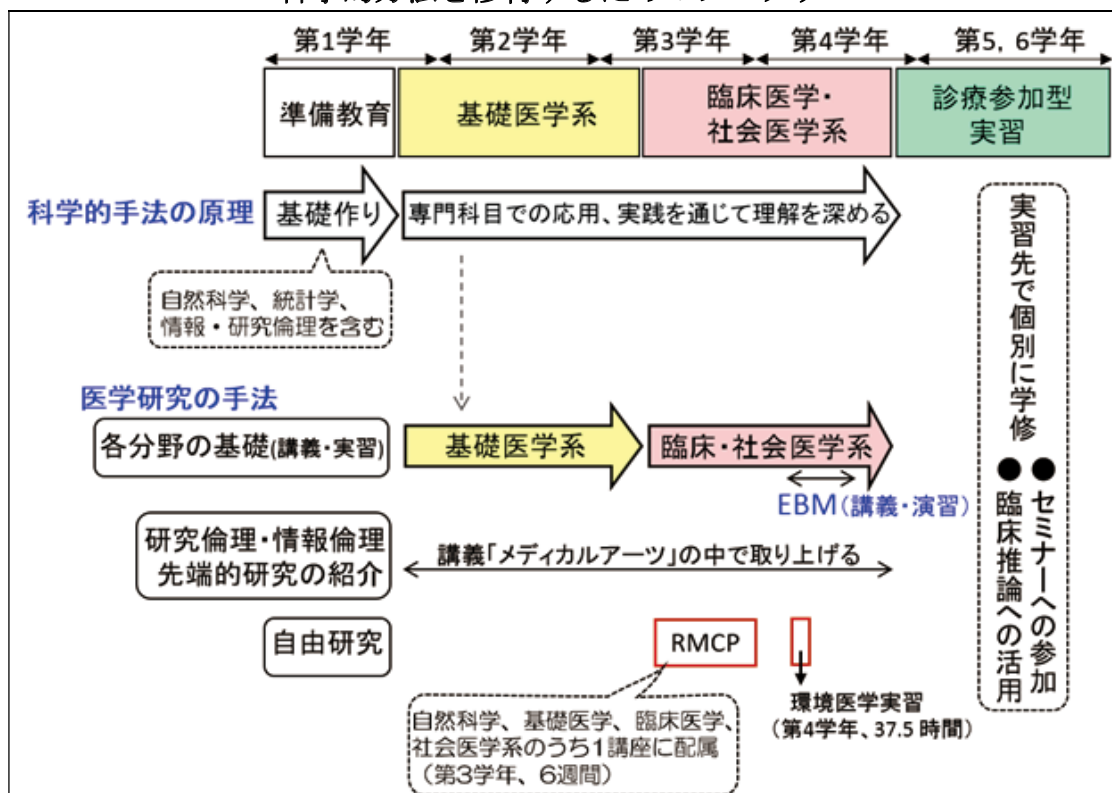 第1学年 第2学年 第3学年 第4学年 第5, 6学年
準備教育
基礎医学系
臨床医学・
社会医学系
診療参加型
実習
科学的手法の原理
基礎作り
専門科目での応用、実践を通じて理解を深める
自然科学、統計学、
情報・研究倫理を含む
医学研究の手法
各分野の基礎(講義・実習)
基礎医学系
臨床・社会医学系
EBM(講義・演習)
研究倫理・情報倫理
先端的研究の紹介
講義「メディカルアーツ」の中で取り上げる
自由研究
RMCP
環境医学実習
(第4学年、37.5時間)
自然科学、基礎医学、臨床医学、
社会医学系のうち1講座に配属
(第3学年、6週間)
実習先で個別に学修
●セミナーへの参加
●臨床推論への活用